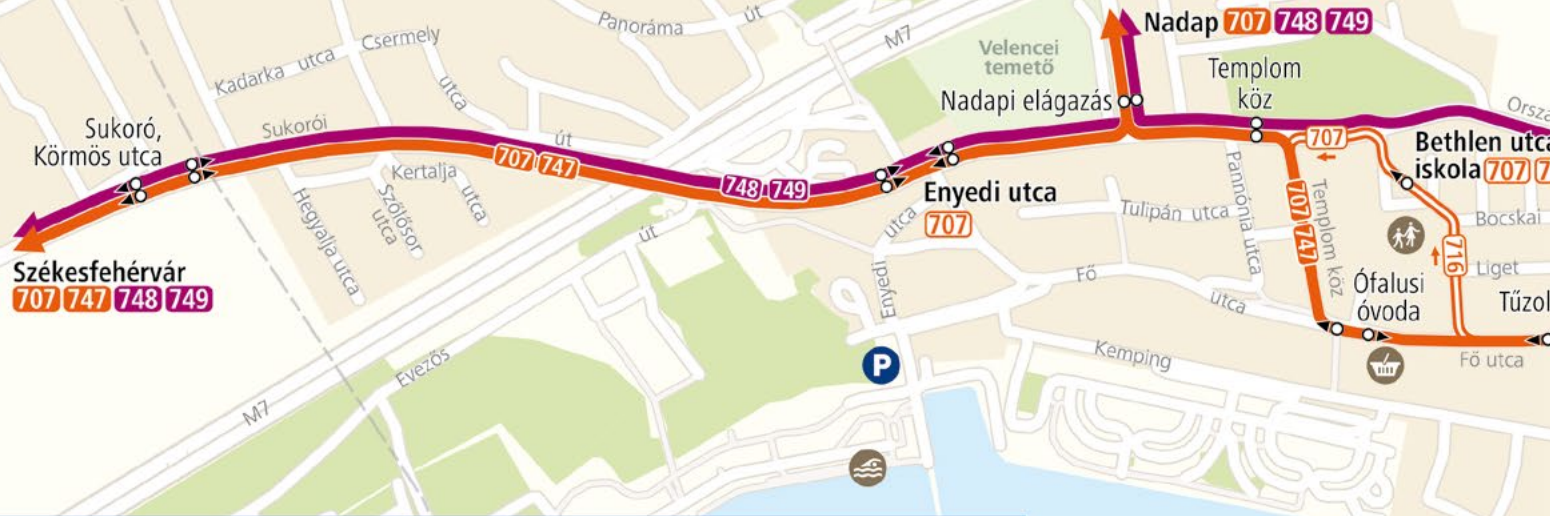 Panoráma
út
M7
Velencei
temető
Nadap 707 748 749
Nadapi elágazás
Templom
köz
Csermely
utca
Kadarka utca
Sukorói
út
Sukoró,
Körmös utca
707 747
Kertalja
utca
Hegyalja utca
Szőlősor
utca
748 749
Enyedi utca
707
Enyedi
utca
Tulipán utca
Pannónia utca
707
Bethlen utca
iskola 707
707 747
Templom köz
Bocskai
716
Liget
Székesfehérvár
707 747 748 749
út
Fő
utca
Ófalusi
óvoda
Fő utca
Evezős
M7
P
Kemping